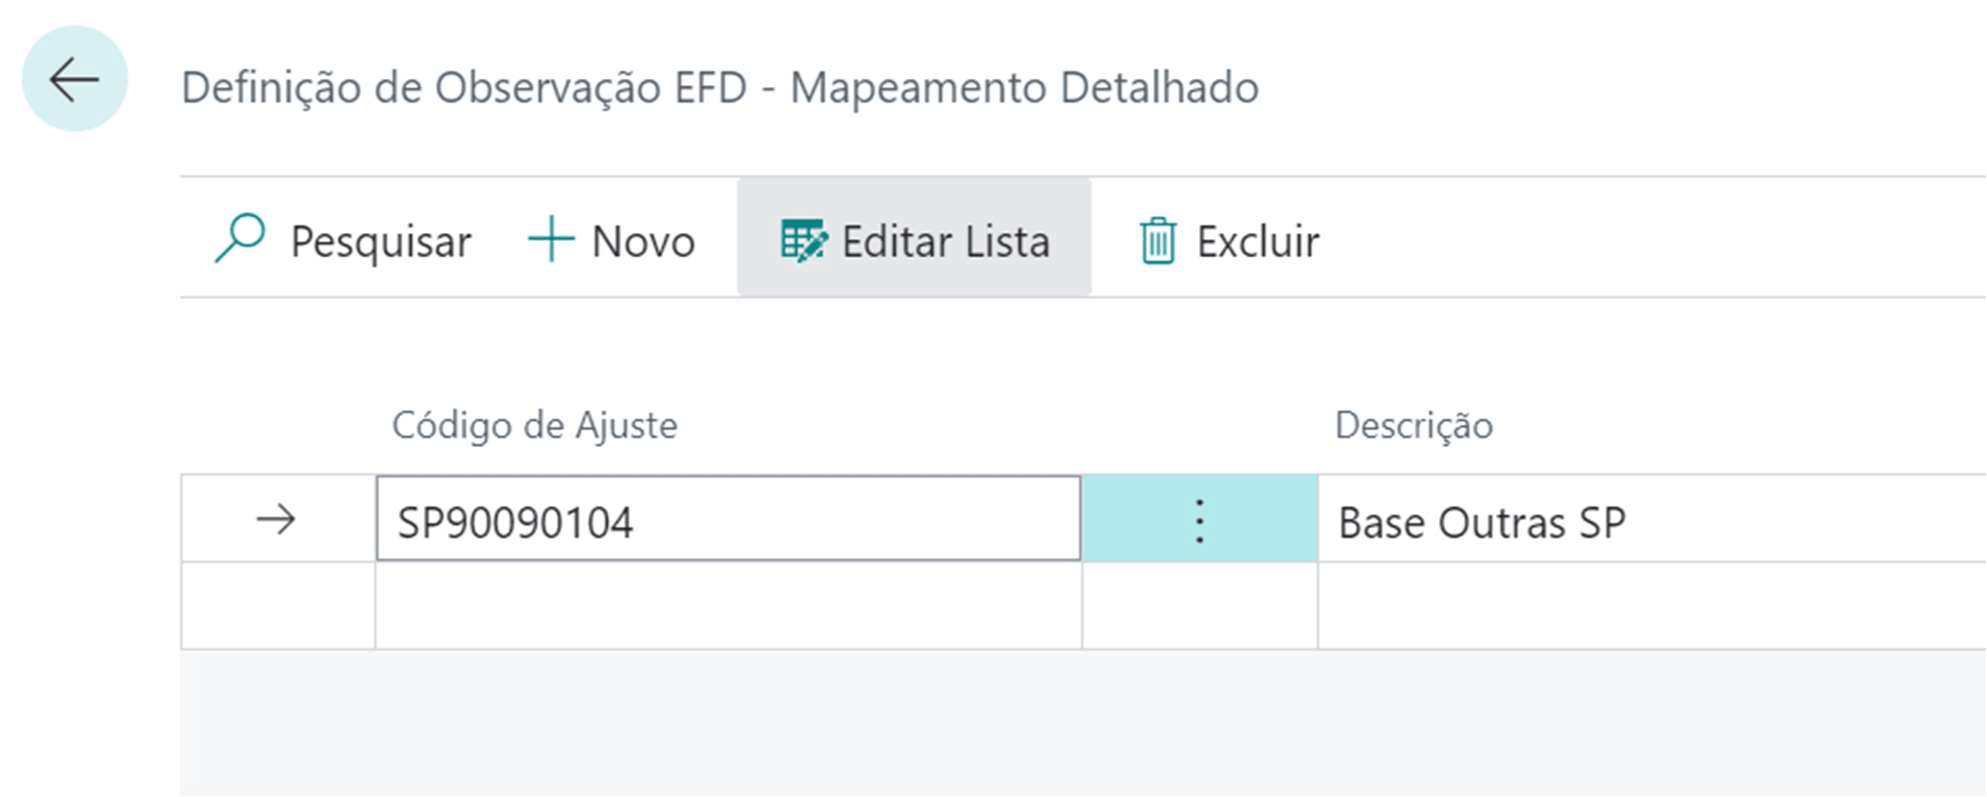 Definição de Observação EFD - Mapeamento Detalhado
Pesquisar Novo Editar Lista Excluir
Código de Ajuste Descrição
SP90090104 Base Outras SP